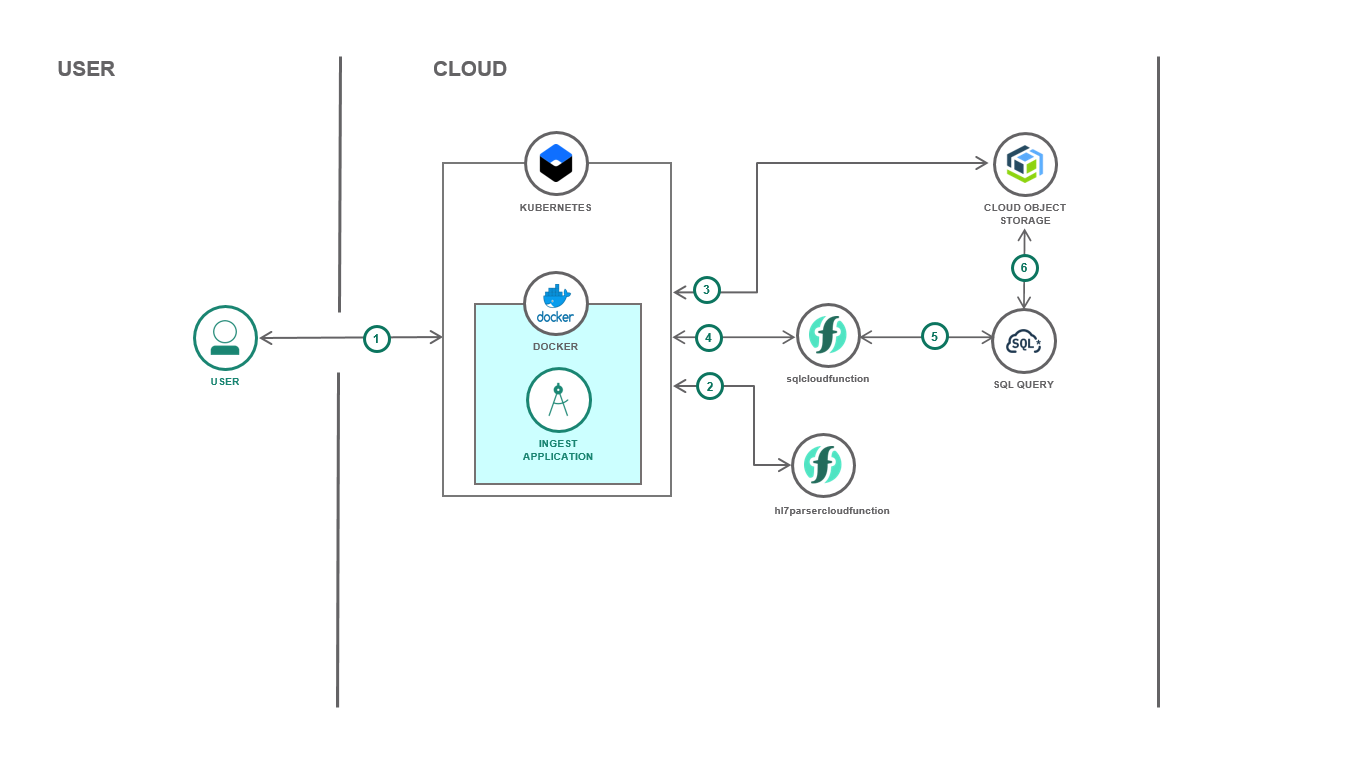 USER
CLOUD
KUBERNETES
CLOUD OBJECT
STORAGE
6
3
docker
DOCKER
1
4
5
SQL
USER
sqlcloudfunction
SQL QUERY
2
INGEST
APPLICATION
hl7parsercloudfunction